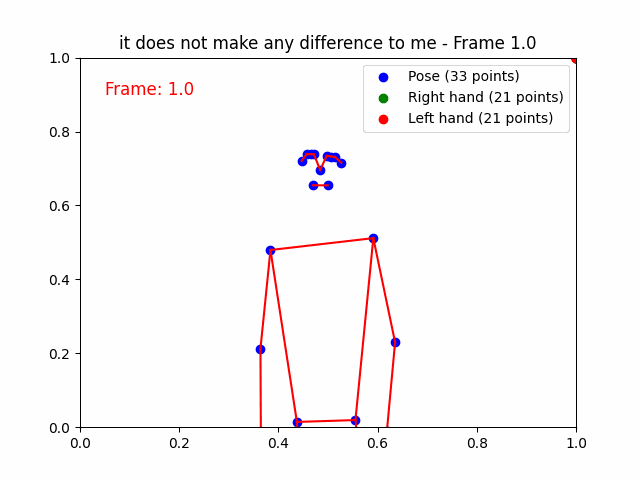 it does not make any difference to me - Frame 1.0
Frame: 1.0
Pose (33 points)
Right hand (21 points)
Left hand (21 points)
1.0
0.8
0.6
0.4
0.2
0.0
0.0 0.2 0.4 0.6 0.8 1.0